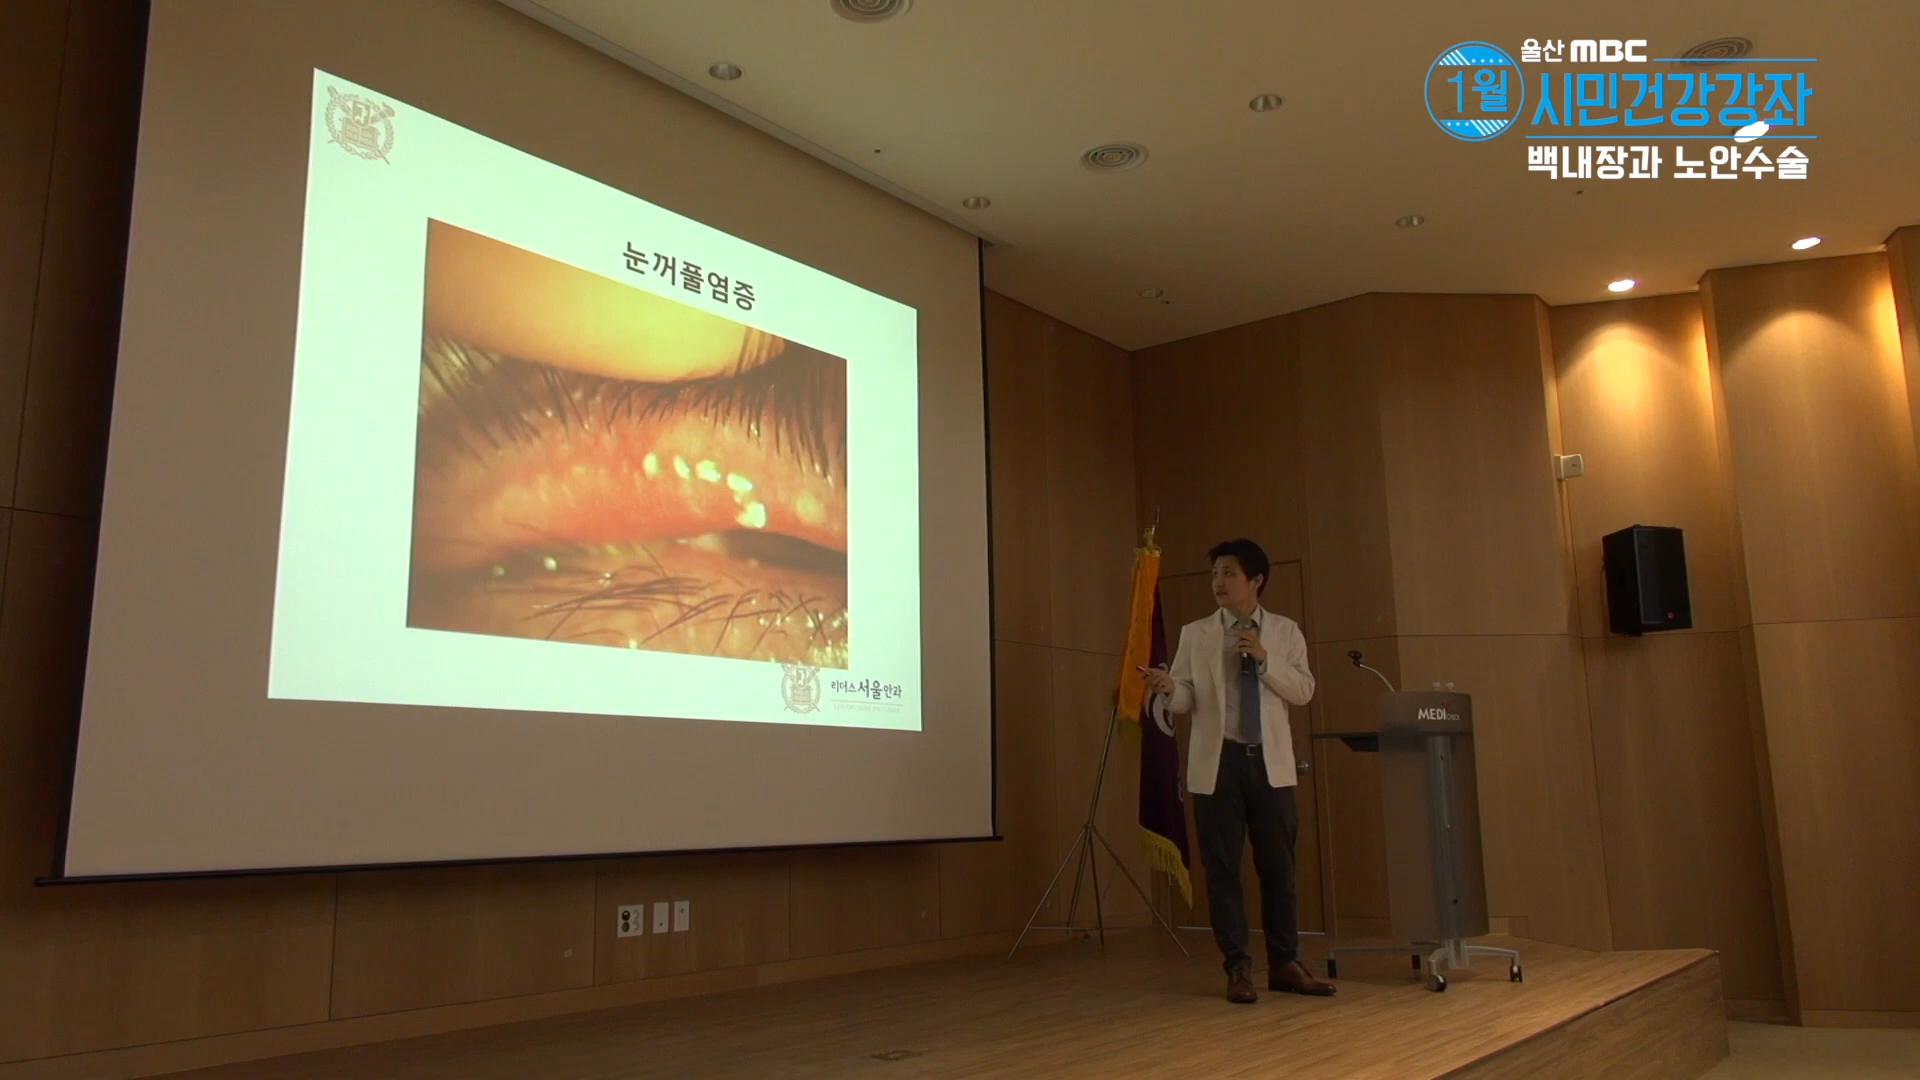 울산 MBC
1월
시민건강강좌
백내장과 노안수술
눈꺼풀염증
리더스서울안과
MEDICHECK